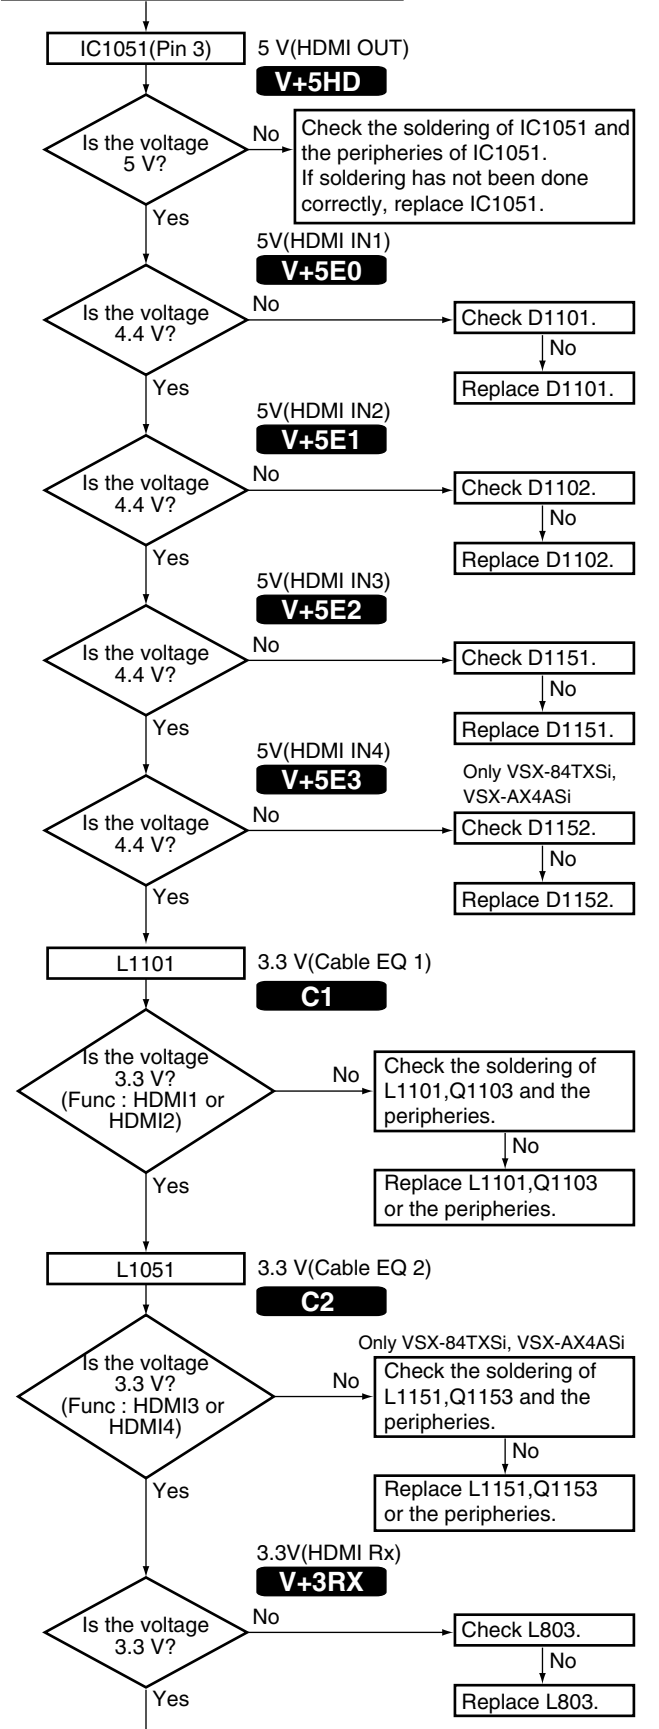 IC1051(Pin 3)
5 V(HDMI OUT)
V+5HD
Is the voltage
5 V?
No
Check the soldering of IC1051 and
the peripheries of IC1051.
If soldering has not been done
correctly, replace IC1051.
Yes
5V(HDMI IN1)
V+5E0
Is the voltage
4.4 V?
No
Check D1101.
No
Replace D1101.
Yes
5V(HDMI IN2)
V+5E1
Is the voltage
4.4 V?
No
Check D1102.
No
Replace D1102.
Yes
5V(HDMI IN3)
V+5E2
Is the voltage
4.4 V?
No
Check D1151.
No
Replace D1151.
Yes
5V(HDMI IN4)
V+5E3
Only VSX-84TXSi,
VSX-AX4ASi
Is the voltage
4.4 V?
No
Check D1152.
No
Replace D1152.
Yes
L1101
3.3 V(Cable EQ 1)
C1
Is the voltage
3.3 V?
(Func : HDMI1 or
HDMI2)
No
Check the soldering of
L1101,Q1103 and the
peripheries.
No
Replace L1101,Q1103
or the peripheries.
Yes
L1051
3.3 V(Cable EQ 2)
C2
Only VSX-84TXSi, VSX-AX4ASi
Is the voltage
3.3 V?
(Func : HDMI3 or
HDMI4)
No
Check the soldering of
L1151,Q1153 and the
peripheries.
No
Replace L1151,Q1153
or the peripheries.
Yes
3.3V(HDMI Rx)
V+3RX
Is the voltage
3.3 V?
No
Check L803.
No
Replace L803.
Yes